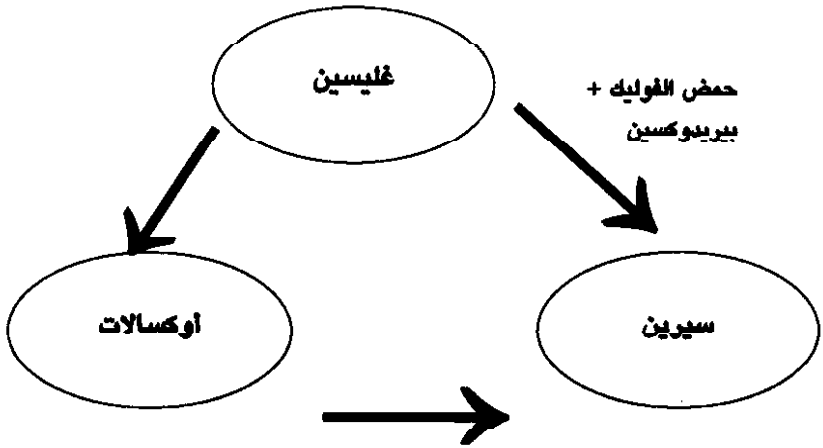 غليسين
حمض الفوليك +
بيريدوكسين
أوكسالات
سيرين